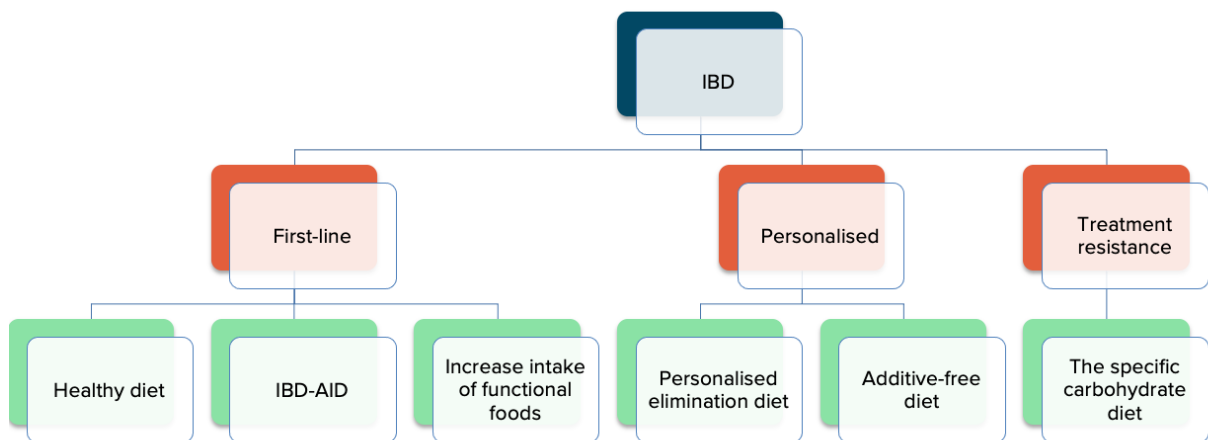 IBD
First-line
Personalised
Treatment
resistance
Healthy diet
IBD-AID
Increase intake
of functional
foods
Personalised
elimination diet
Additive-free
diet
The specific
carbohydrate
diet